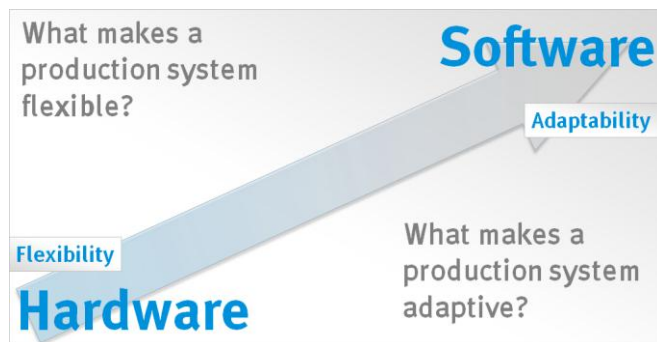 What makes a
production system
flexible?
Software
Adaptability
Flexibility
Hardware
What makes a
production system
adaptive?